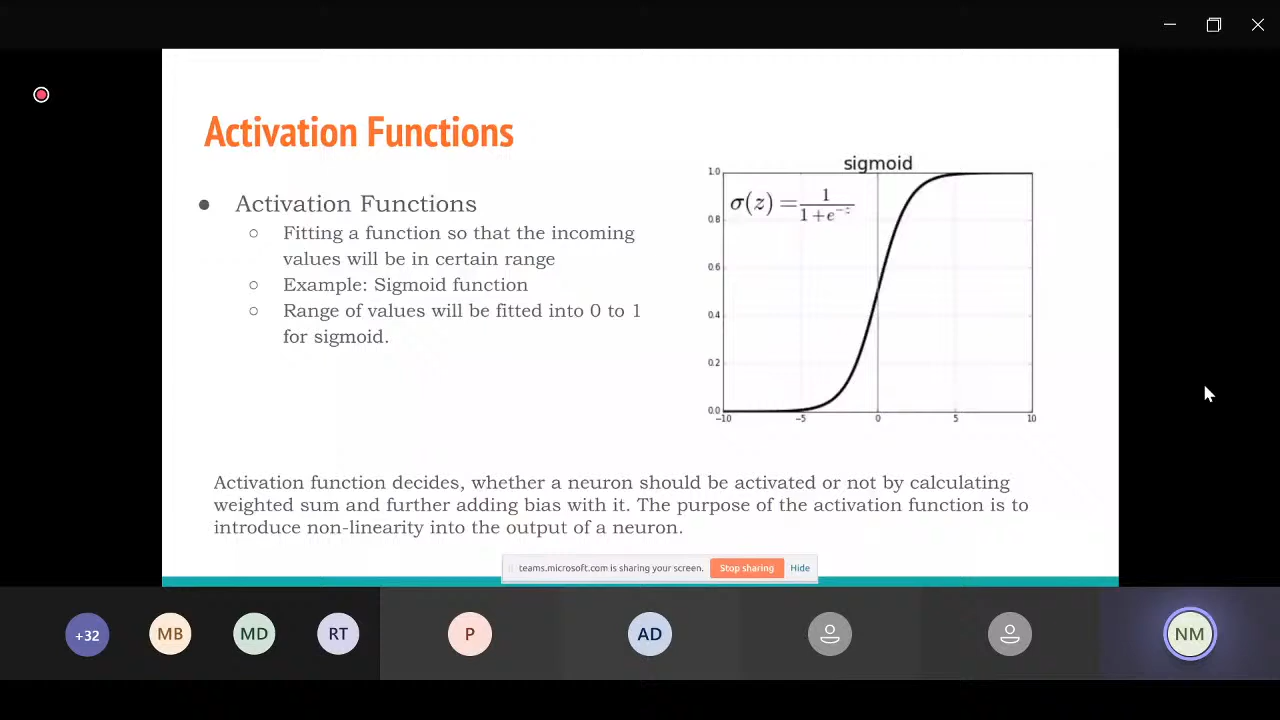 Activation Functions
● Activation Functions
○ Fitting a function so that the incoming
values will be in certain range
○ Example: Sigmoid function
○ Range of values will be fitted into 0 to 1
for sigmoid.
sigmoid
σ(z) = 1/(1+e^-z)
1.0
0.8
0.6
0.4
0.2
0.0
−10 −5 0 5 10
Activation function decides, whether a neuron should be activated or not by calculating
weighted sum and further adding bias with it. The purpose of the activation function is to
introduce non-linearity into the output of a neuron.
teams.microsoft.com is sharing your screen. Stop sharing Hide
+32 MB MD RT P AD NM